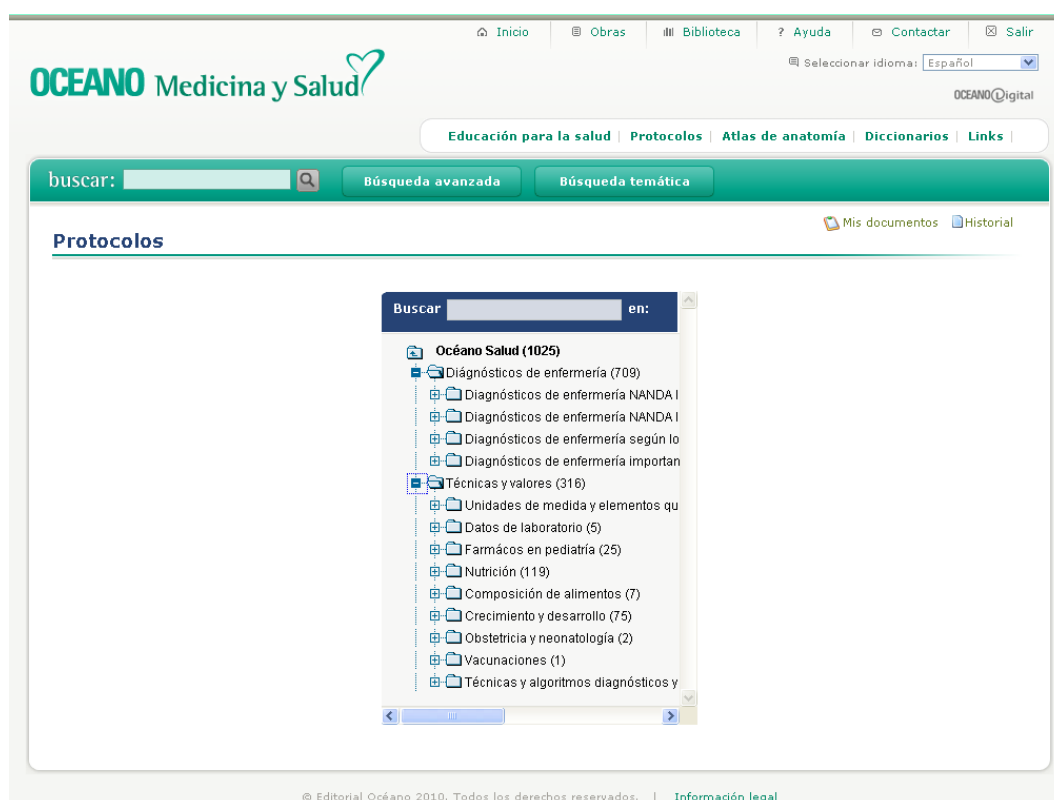 Inicio Obras Biblioteca ? Ayuda Contactar Salir
Seleccionar idioma: Español
OCEANO Medicina y Salud
OCEANO Digital
Educación para la salud | Protocolos | Atlas de anatomía | Diccionarios | Links |
buscar: Búsqueda avanzada Búsqueda temática
Mis documentos Historial
Protocolos
Buscar en:
Océano Salud (1025)
Diágnósticos de enfermería (709)
Diagnósticos de enfermería NANDA I
Diagnósticos de enfermería NANDA I
Diagnósticos de enfermería según lo
Diagnósticos de enfermería importan
Técnicas y valores (316)
Unidades de medida y elementos qu
Datos de laboratorio (5)
Farmácos en pediatría (25)
Nutrición (119)
Composición de alimentos (7)
Crecimiento y desarrollo (75)
Obstetricia y neonatología (2)
Vacunaciones (1)
Técnicas y algoritmos diagnósticos y
© Editorial Océano 2010. Todos los derechos reservados. | Información legal